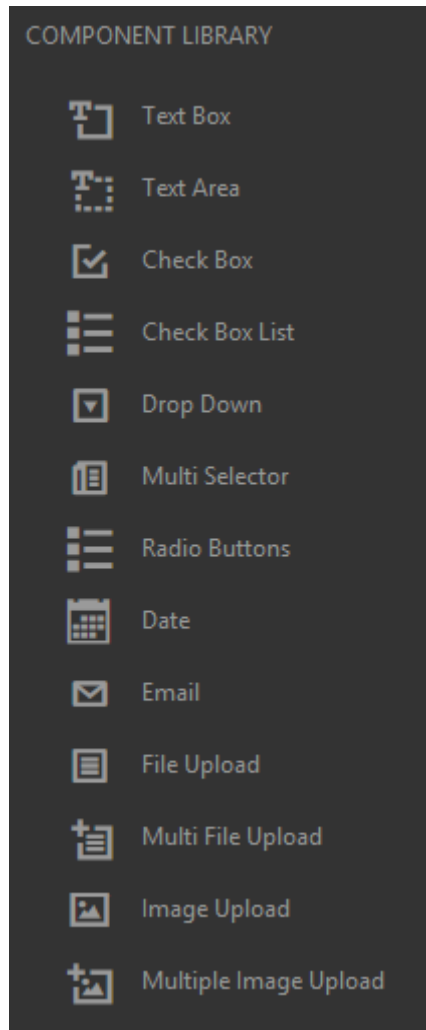 COMPONENT LIBRARY
Text Box
Text Area
Check Box
Check Box List
Drop Down
Multi Selector
Radio Buttons
Date
Email
File Upload
Multi File Upload
Image Upload
Multiple Image Upload